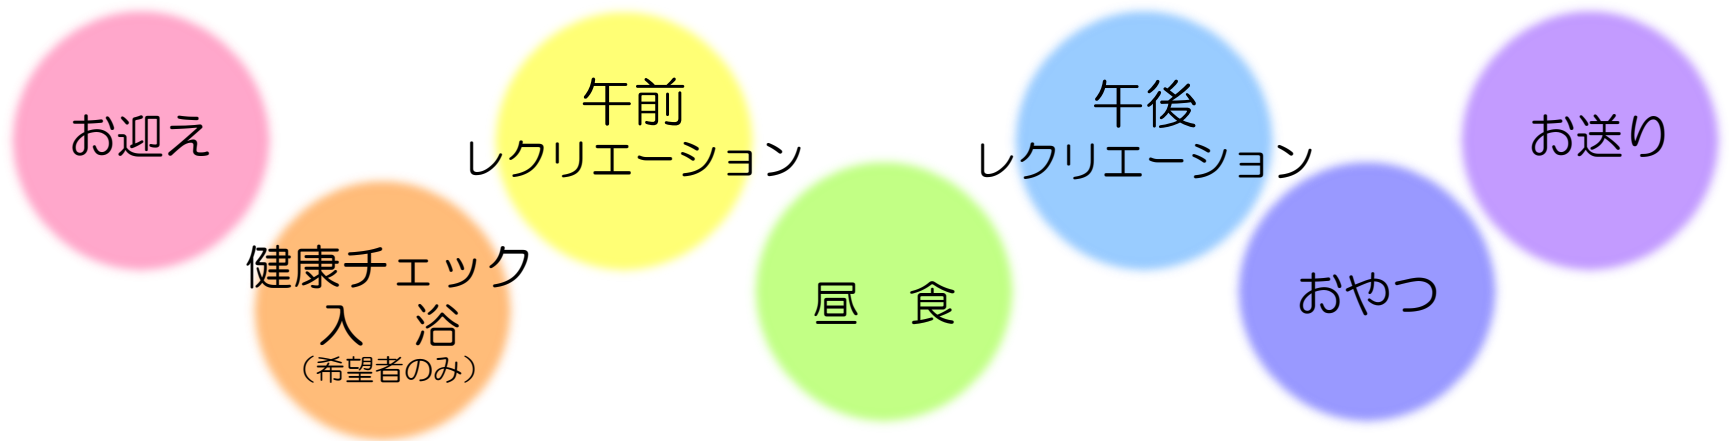 お迎え
健康チェック
入　浴
（希望者のみ）
午前
レクリエーション
昼　食
午後
レクリエーション
おやつ
お送り